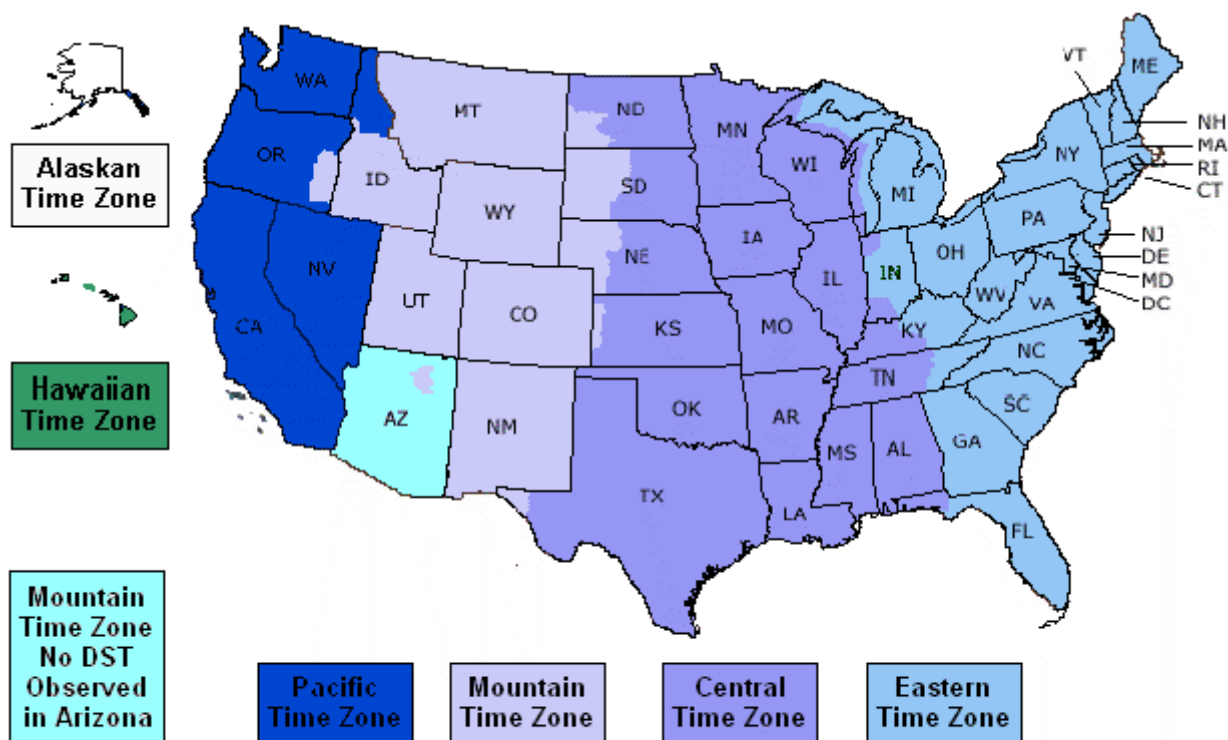 VT
ME
WA
MT
ND
MN
NH
MA
RI
CT
OR
ID
SD
WI
NY
Alaskan
Time Zone
WY
MI
PA
NJ
DE
MD
DC
IA
NE
OH
IL
IN
NV
UT
CO
WV
VA
CA
KS
MO
KY
NC
TN
Hawaiian
Time Zone
AZ
NM
OK
AR
SC
MS
AL
GA
TX
LA
FL
Mountain
Time Zone
No DST
Observed
in Arizona
Pacific
Time Zone
Mountain
Time Zone
Central
Time Zone
Eastern
Time Zone